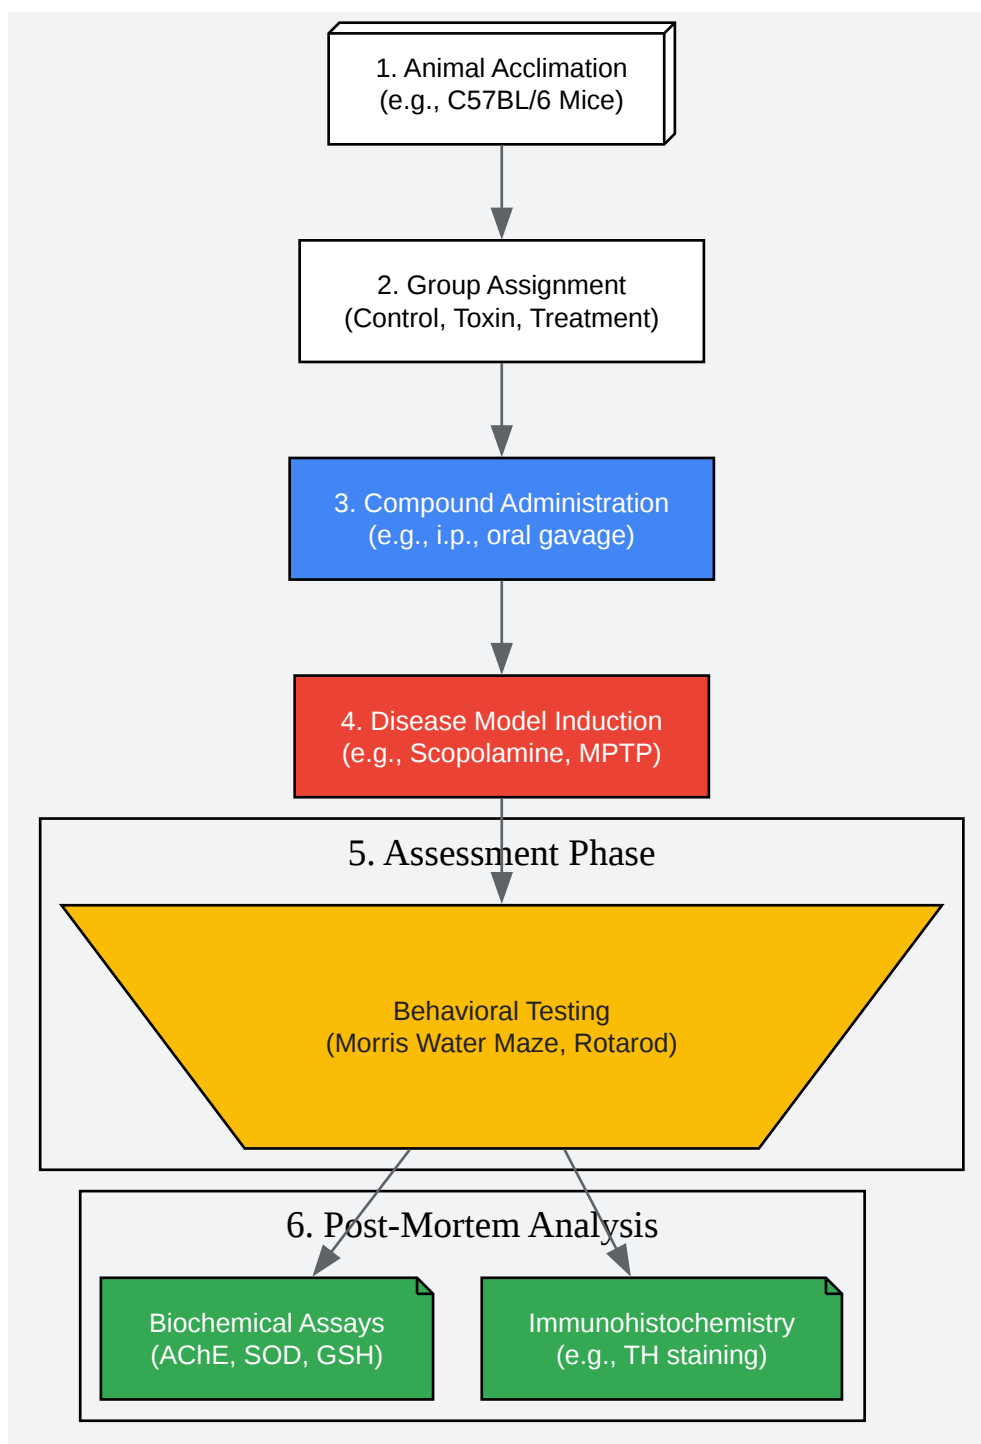 1. Animal Acclimation
(e.g., C57BL/6 Mice)
2. Group Assignment
(Control, Toxin, Treatment)
3. Compound Administration
(e.g., i.p., oral gavage)
4. Disease Model Induction
(e.g., Scopolamine, MPTP)
5. Assessment Phase
Behavioral Testing
(Morris Water Maze, Rotarod)
6. Post-Mortem Analysis
Biochemical Assays
(AChE, SOD, GSH)
Immunohistochemistry
(e.g., TH staining)